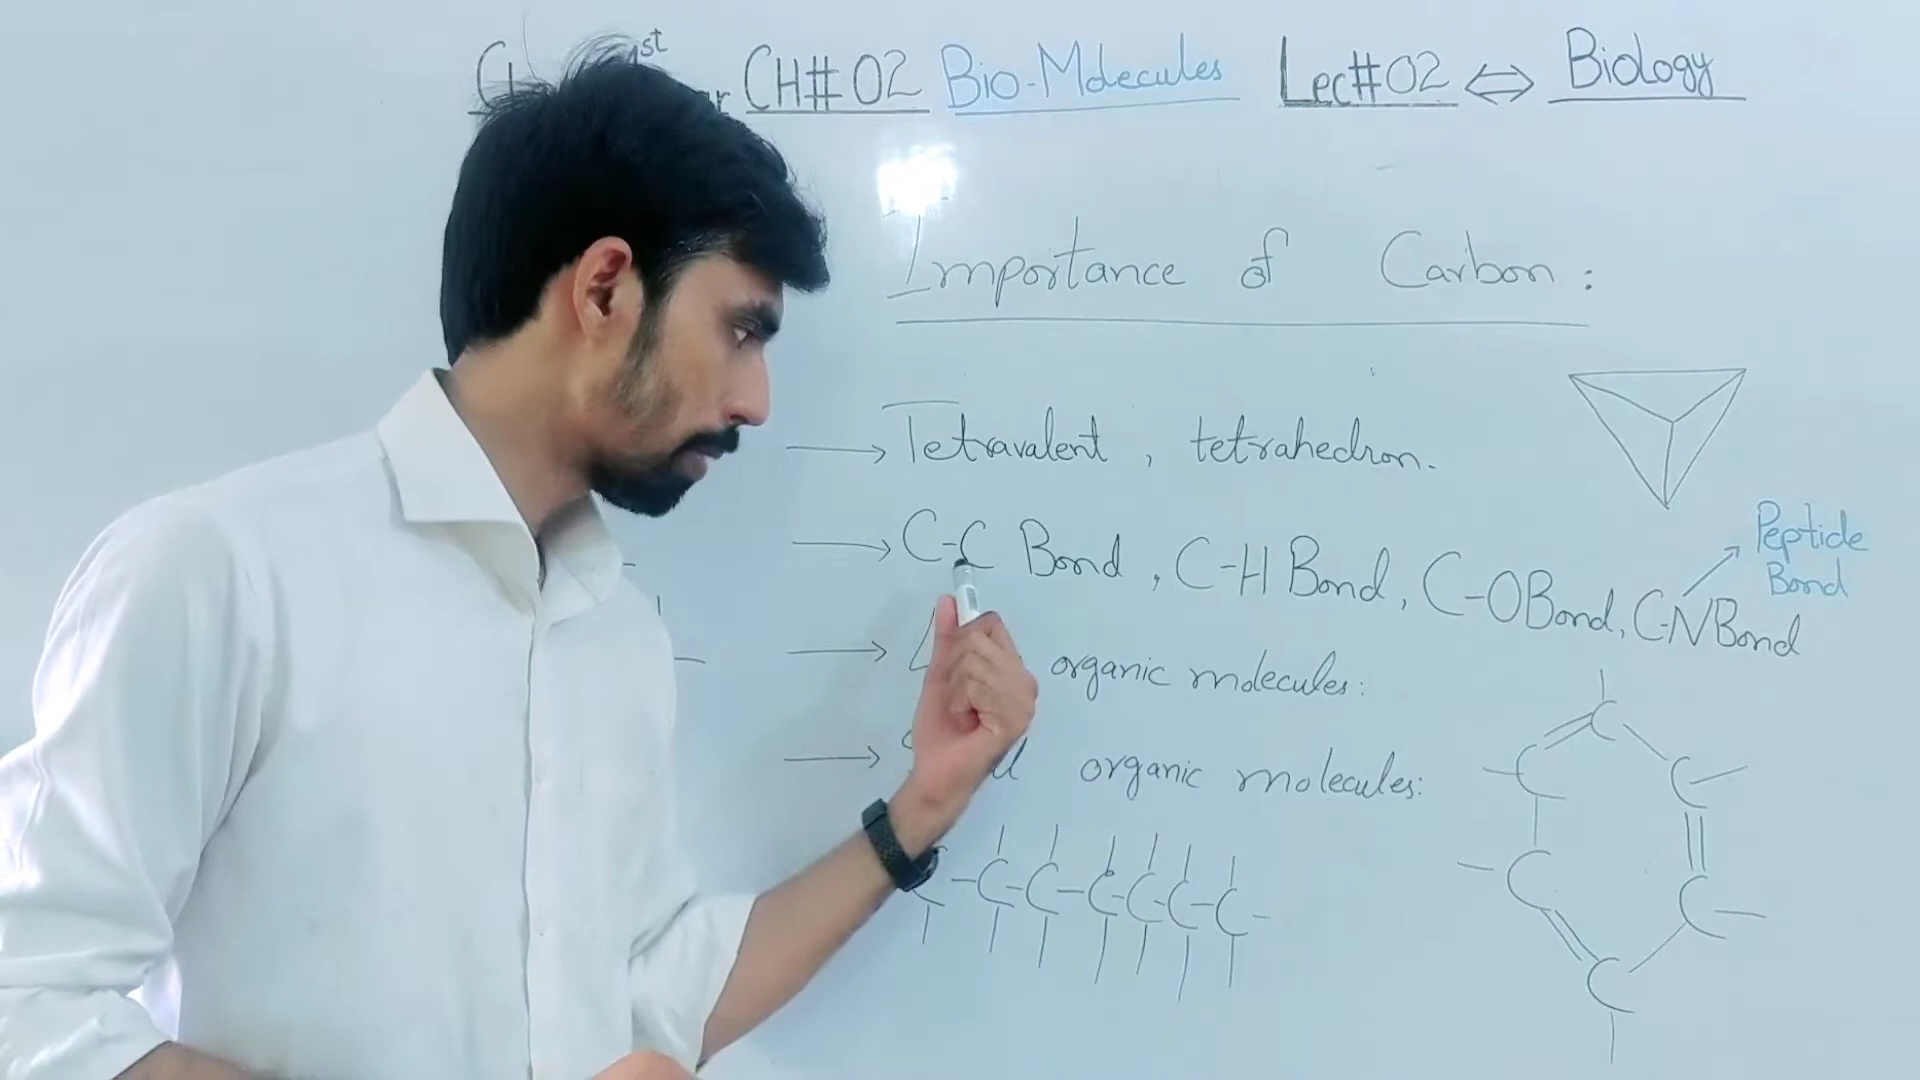 st CH#02 Bio-Molecules Lec#02 ⇔ Biology
Importance of Carbon:
→ Tetravalent, tetrahedron.
→ C-C Bond, C-H Bond, C-O Bond, C-N Bond
Peptide
Bond
→ organic molecules:
→ organic molecules:
C-C-C-C-C-C-C-
C
C C
C C
C